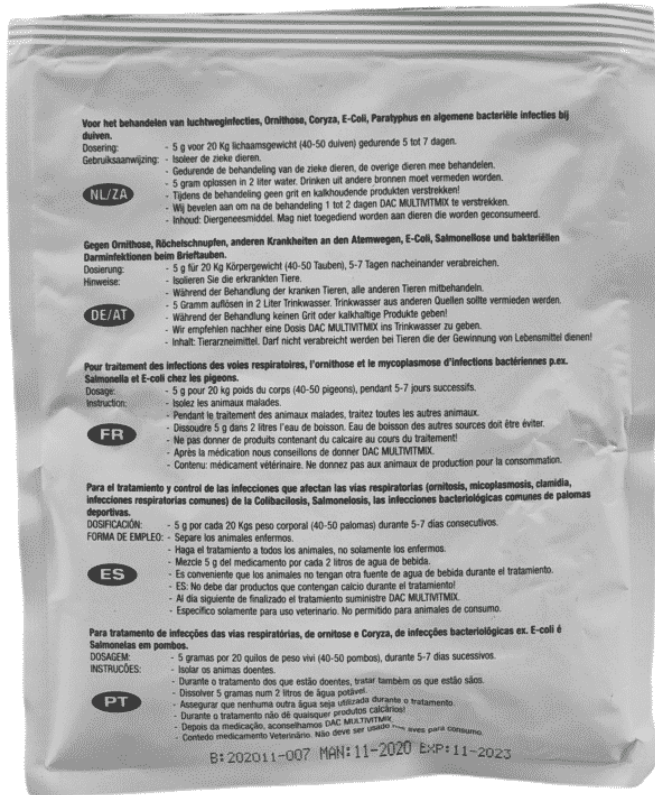 Voor het behandelen van luchtweginfecties, Ornithose, Coryza, E-Coli, Paratyphus en algemene bacteriële infecties bij
duiven.
Dosering: - 5 g voor 20 Kg lichaamsgewicht (40-50 duiven) gedurende 5 tot 7 dagen.
Gebruiksaanwijzing: - Isoleer de zieke dieren.
- Gedurende de behandeling van de zieke dieren, de overige dieren mee behandelen.
NL/ZA
- 5 gram oplossen in 2 liter water. Drinken uit andere bronnen moet vermeden worden.
- Tijdens de behandeling geen grit en kalkhoudende produkten verstrekken!
- Wij bevelen aan om na de behandeling 1 tot 2 dagen DAC MULTIVITMIX te verstrekken.
- Inhoud: Diergeneesmiddel. Mag niet toegediend worden aan dieren die worden geconsumeerd.
Gegen Ornithose, Röchelschnupfen, anderen Krankheiten an den Atemwegen, E-Coli, Salmonellose und bakteriëllen
Darminfektionen beim Brieftauben.
Dosierung: - 5 g für 20 Kg Körpergewicht (40-50 Tauben), 5-7 Tagen nacheinander verabreichen.
Hinweise: - Isolieren Sie die erkrankten Tiere.
- Während der Behandlung der kranken Tieren, alle anderen Tieren mitbehandeln.
DE/AT
- 5 Gramm auflösen in 2 Liter Trinkwasser. Trinkwasser aus anderen Quellen sollte vermieden werden.
- Während der Behandlung keinen Grit oder kalkhaltige Produkte geben!
- Wir empfehlen nachher eine Dosis DAC MULTIVITMIX ins Trinkwasser zu geben.
- Inhalt: Tierarzneimittel. Darf nicht verabreicht werden bei Tieren die der Gewinnung von Lebensmittel dienen!
Pour traitement des infections des voies respiratoires, l'ornithose et le mycoplasmose d'infections bactériennes p.ex.
Salmonella et E-coli chez les pigeons.
Dosage: - 5 g pour 20 kg poids du corps (40-50 pigeons), pendant 5-7 jours successifs.
Instruction: - Isolez les animaux malades.
- Pendant le traitement des animaux malades, traitez toutes les autres animaux.
FR
- Dissoudre 5 g dans 2 litres l'eau de boisson. Eau de boisson des autres sources doit être éviter.
- Ne pas donner de produits contenant du calcaire au cours du traitement!
- Après la médication nous conseillons de donner DAC MULTIVITMIX.
- Contenu: médicament vétérinaire. Ne donnez pas aux animaux de production pour la consommation.
Para el tratamiento y control de las infecciones que afectan las vias respiratorias (ornitosis, micoplasmosis, clamidia,
infecciones respiratorias comunes) de la Colibacilosis, Salmonelosis, las infecciones bacteriológicas comunes de palomas
deportivas.
DOSIFICACIÓN: - 5 g por cada 20 Kgs peso corporal (40-50 palomas) durante 5-7 dias consecutivos.
FORMA DE EMPLEO: - Separe los animales enfermos.
- Haga el tratamiento a todos los animales, no solamente los enfermos.
- Mezcle 5 g del medicamento por cada 2 litros de agua de bebida.
ES
- Es conveniente que los animales no tengan otra fuente de agua de bebida durante el tratamiento.
- ES: No debe dar productos que contengan calcio durante el tratamiento!
- Al dia siguiente de finalizado el tratamiento suministre DAC MULTIVITMIX.
- Especifico solamente para uso veterinario. No permitido para animales de consumo.
Para tratamento de infecções das vias respiratórias, de ornitose e Coryza, de infecções bacteriológicas ex. E-coli é
Salmonelas em pombos.
DOSAGEM: - 5 gramas por 20 quilos de peso vivi (40-50 pombos), durante 5-7 dias sucessivos.
INSTRUCÕES: - Isolar os animas doentes.
- Durante o tratamento dos que estão doentes, tratar também os que estão sãos.
PT
- Dissolver 5 gramas num 2 litros de água potável.
- Assegurar que nenhuma outra água seja utilizada durante o tratamento.
- Durante o tratamento não dê quaisquer produtos calcários!
- Depois da medicação, aconselhamos DAC MULTIVITMIX.
- Contedo medicamento Veterinário. Não deve ser usado aves para consumo.
B: 202011-007 MAN: 11-2020 EXP: 11-2023